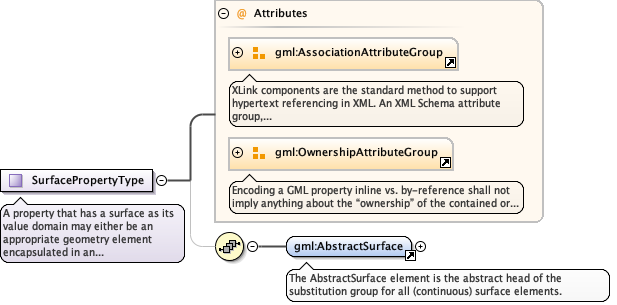 @ Attributes
gml:AssociationAttributeGroup
XLink components are the standard method to support
hypertext referencing in XML. An XML Schema attribute
group,...
gml:OwnershipAttributeGroup
Encoding a GML property inline vs. by-reference shall not
imply anything about the “ownership” of the contained or...
SurfacePropertyType
A property that has a surface as its
value domain may either be an
appropriate geometry element
encapsulated in an...
gml:AbstractSurface
The AbstractSurface element is the abstract head of the
substitution group for all (continuous) surface elements.